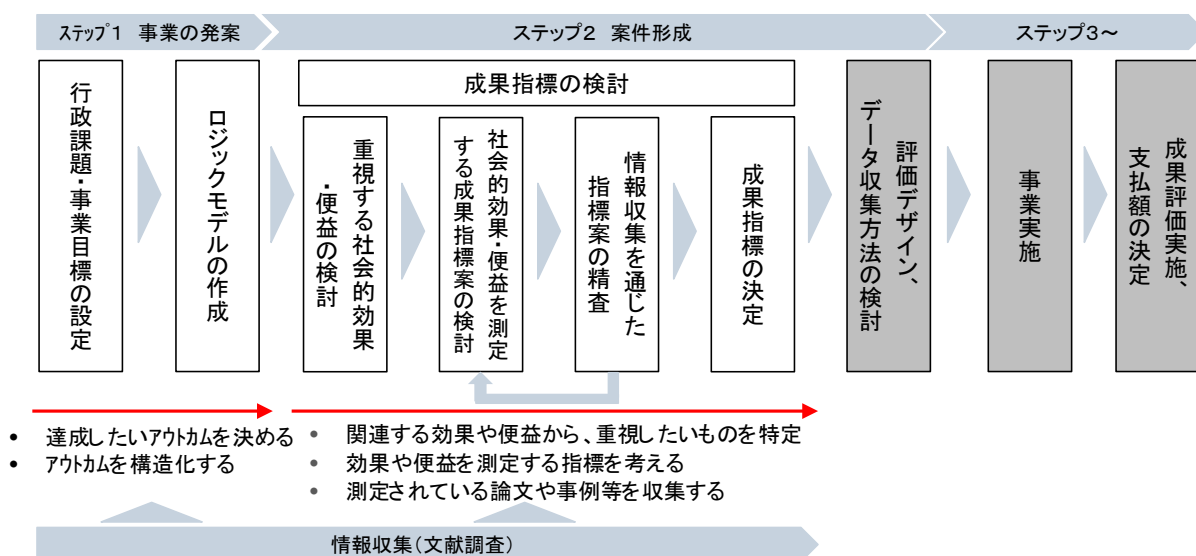 ステップ1 事業の発案
ステップ2 案件形成
ステップ3～
行政課題・事業目標の設定
ロジックモデルの作成
成果指標の検討
重視する社会的効果
・便益の検討
社会的効果・便益を測定
する成果指標案の検討
情報収集を通じた
指標案の精査
成果指標の決定
評価デザイン、
データ収集方法の検討
事業実施
成果評価実施、
支払額の決定
• 達成したいアウトカムを決める
• アウトカムを構造化する
• 関連する効果や便益から、重視したいものを特定
• 効果や便益を測定する指標を考える
• 測定されている論文や事例等を収集する
情報収集（文献調査）